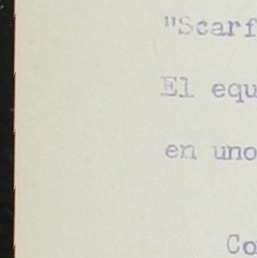 "Scarf
El equ
en uno
Co